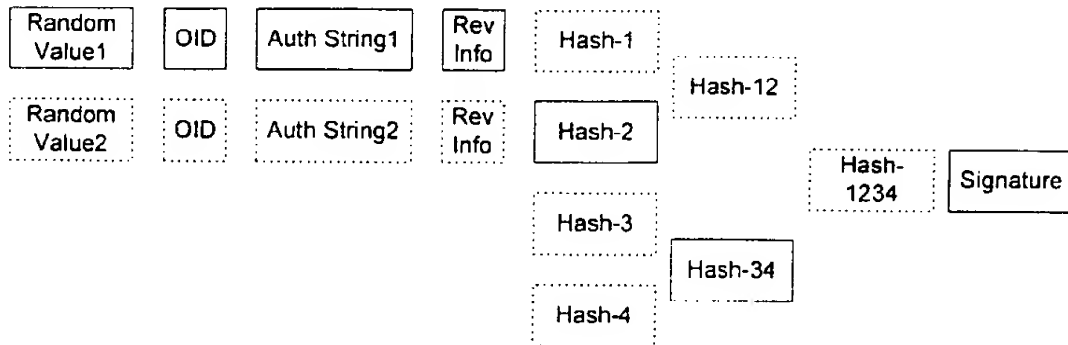 Random
Value1
OID
Auth String1
Rev
Info
Hash-1
Hash-12
Random
Value2
OID
Auth String2
Rev
Info
Hash-2
Hash-
1234
Signature
Hash-3
Hash-34
Hash-4